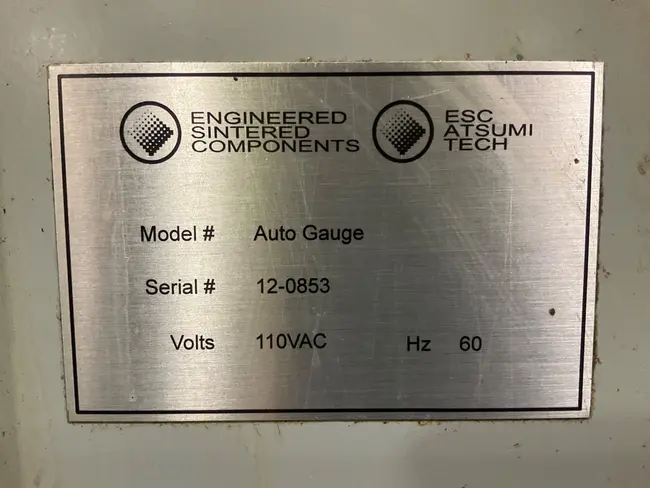 ENGINEERED
SINTERED
COMPONENTS
ESC
ATSUMI
TECH
Model # Auto Gauge
Serial # 12-0853
Volts 110VAC Hz 60